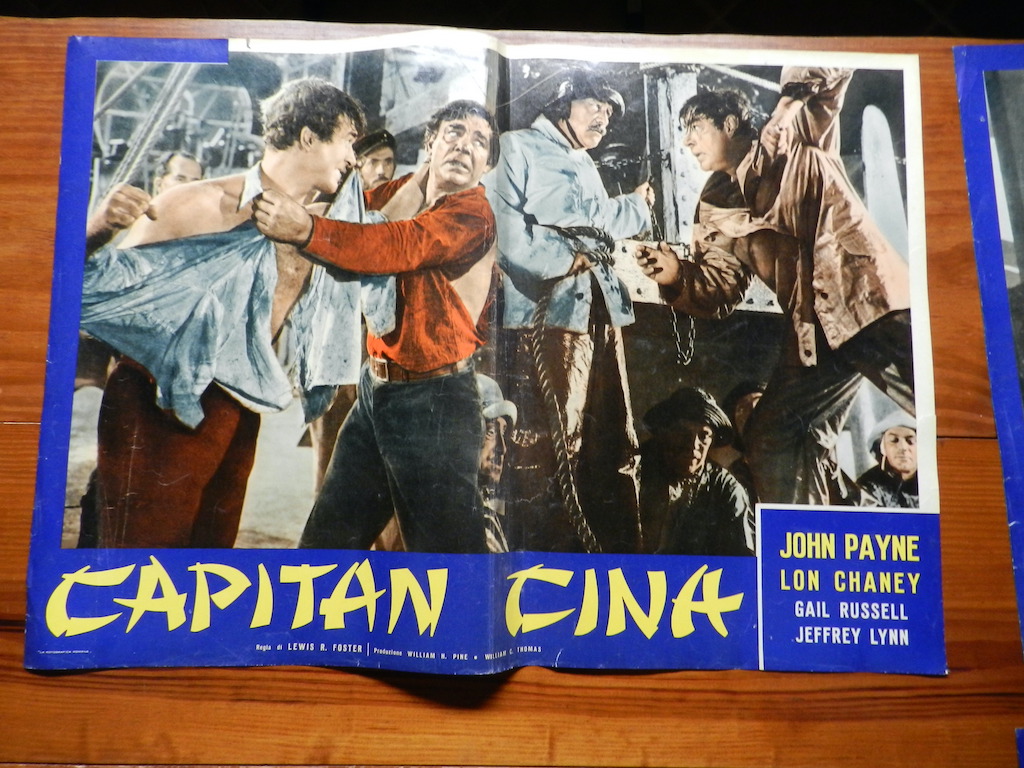 CAPITAN CINA
Regia di LEWIS R. FOSTER | Produzione WILLIAM H. PINE e WILLIAM C. THOMAS
JOHN PAYNE
LON CHANEY
GAIL RUSSELL
JEFFREY LYNN